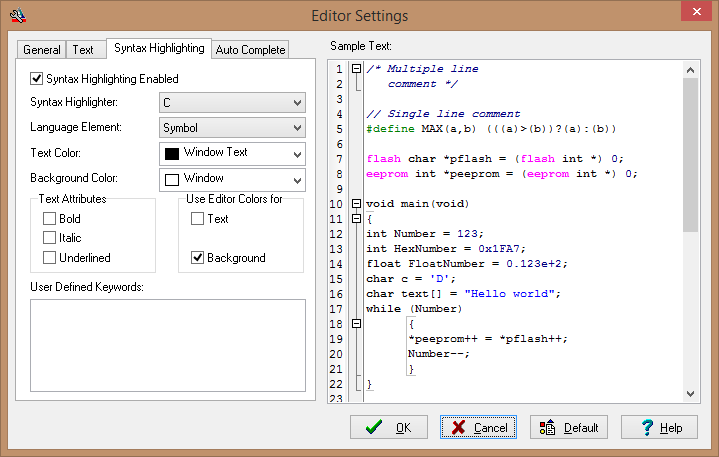 Editor Settings
General
Text
Syntax Highlighting
Auto Complete
Syntax Highlighting Enabled
Syntax Highlighter:
C
Language Element:
Symbol
Text Color:
Window Text
Background Color:
Window
Text Attributes
Bold
Italic
Underlined
Use Editor Colors for
Text
Background
User Defined Keywords:
Sample Text:
1 /* Multiple line
2 comment */
3
4 // Single line comment
5 #define MAX(a,b) (((a)>(b))?(a):(b))
6
7 flash char *pflash = (flash int *) 0;
8 eeprom int *peeprom = (eeprom int *) 0;
9
10 void main(void)
11 {
12 int Number = 123;
13 int HexNumber = 0x1FA7;
14 float FloatNumber = 0.123e+2;
15 char c = 'D';
16 char text[] = "Hello world";
17 while (Number)
18 {
19 *peeprom++ = *pflash++;
20 Number--;
21 }
22 }
23
OK
Cancel
Default
? Help